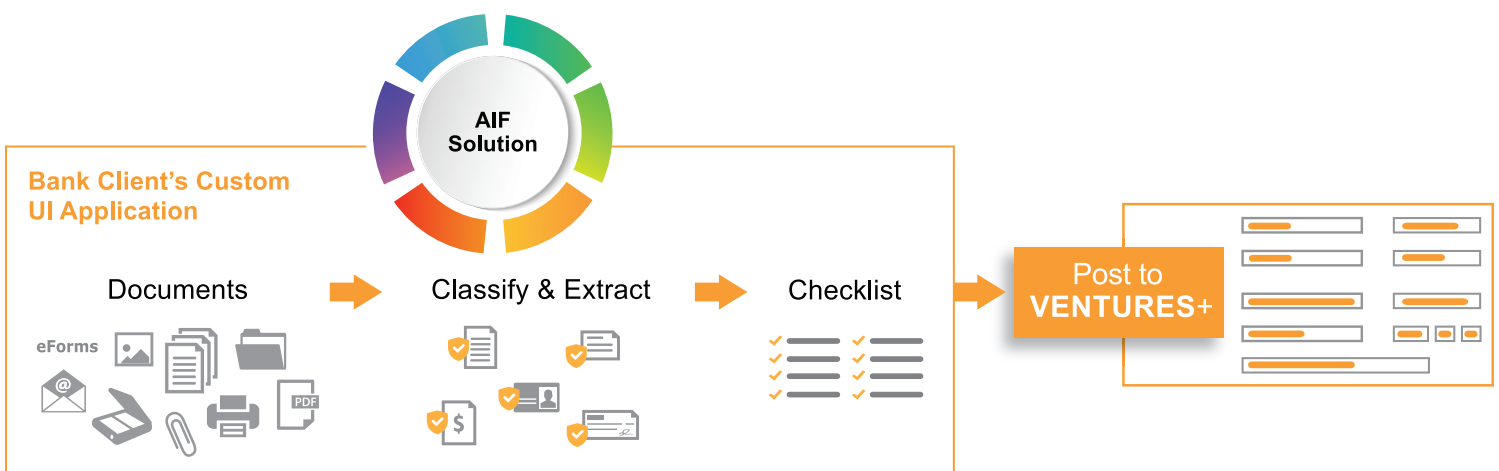 AIF
Solution
Bank Client's Custom
UI Application
Documents
Classify & Extract
Checklist
Post to
VENTURES+
eForms
@
PDF
$